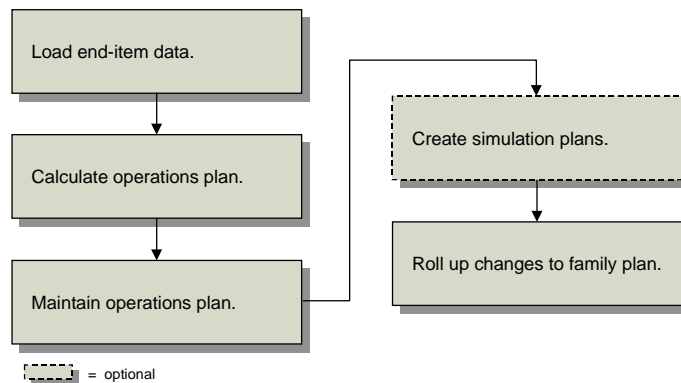 Load end-item data.
Calculate operations plan.
Maintain operations plan.
Create simulation plans.
Roll up changes to family plan.
= optional